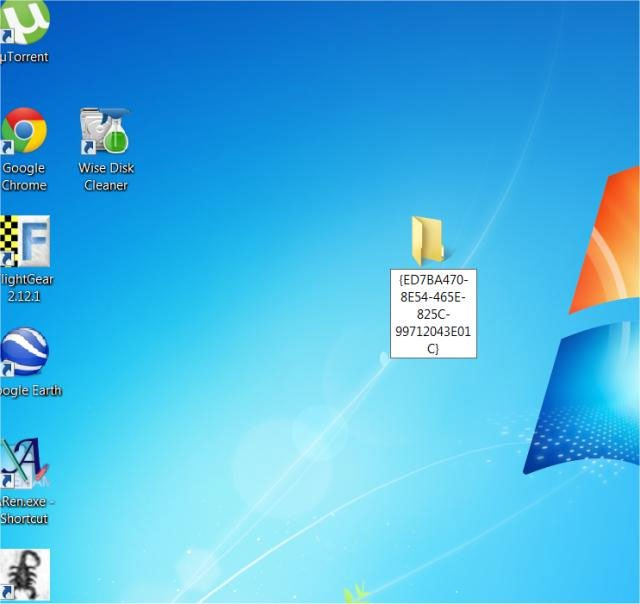 µTorrent
Google
Chrome
Wise Disk
Cleaner
{ED7BA470-
8E54-465E-
825C-
99712043E01
C}
lightGear
2.12.1
oogle Earth
ARen.exe -
Shortcut